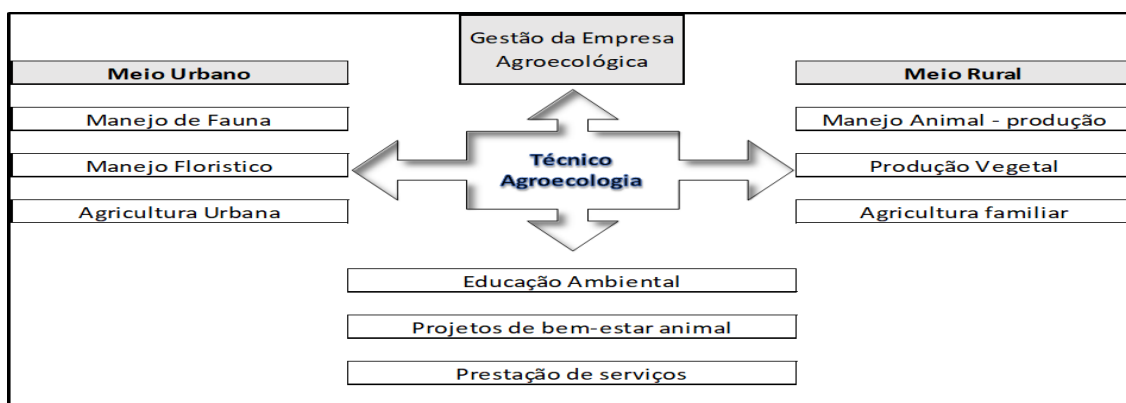 Gestão da Empresa
Agroecológica
Meio Urbano
Manejo de Fauna
Manejo Floristico
Agricultura Urbana
Técnico
Agroecologia
Meio Rural
Manejo Animal - produção
Produção Vegetal
Agricultura familiar
Educação Ambiental
Projetos de bem-estar animal
Prestação de serviços